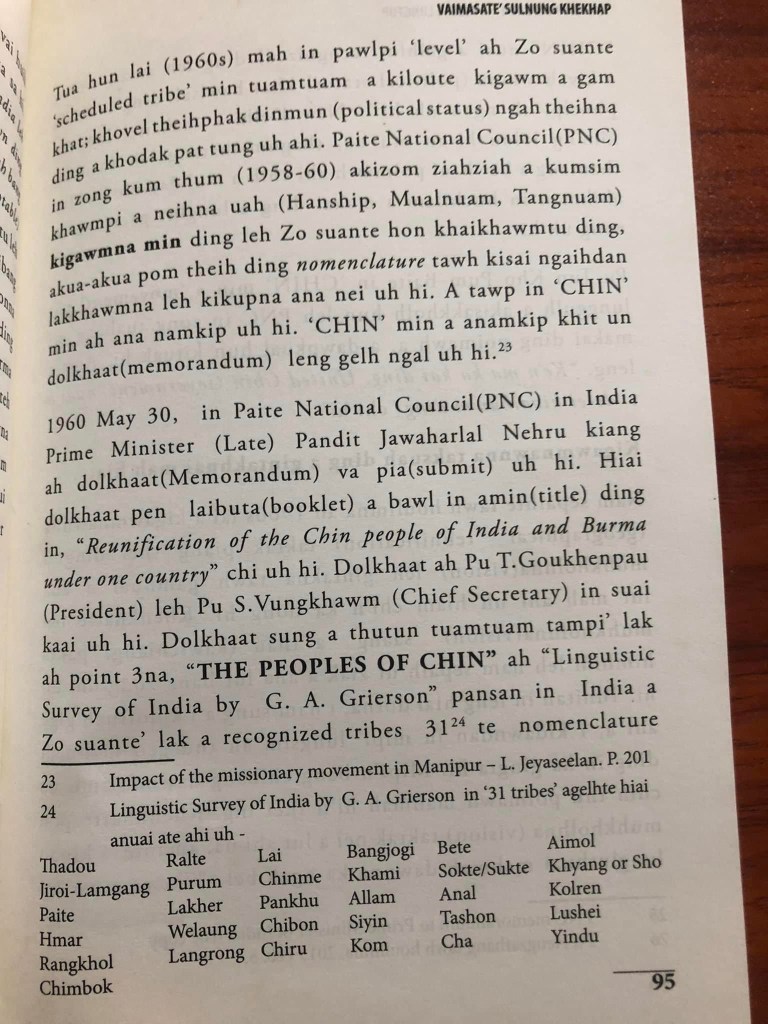 VAIMASATE' SULNUNG KHEKHAP
Tua hun lai (1960s) mah in pawlpi 'level' ah Zo suante
'scheduled tribe' min tuamtuam a kiloute kigawm a gam
khat; khovel theihphak dinmun (political status) ngah theihna
ding a khodak pat tung uh ahi. Paite National Council(PNC)
in zong kum thum (1958-60) akizom ziahziah a kumsim
khawmpi a neihna uah (Hanship, Mualnuam, Tangnuam)
kigawmna min ding leh Zo suante hon khaikhawmtu ding,
akua-akua pom theih ding nomenclature tawh kisai ngaihdan
lakkhawmna leh kikupna ana nei uh hi. A tawp in 'CHIN'
min ah ana namkip uh hi. 'CHIN' min a anamkip khit un
dolkhaat(memorandum) leng gelh ngal uh hi.23
1960 May 30, in Paite National Council(PNC) in India
Prime Minister (Late) Pandit Jawaharlal Nehru kiang
ah dolkhaat(Memorandum) va pia(submit) uh hi. Hiai
dolkhaat pen laibuta(booklet) a bawl in amin(title) ding
in, "Reunification of the Chin people of India and Burma
under one country" chi uh hi. Dolkhaat ah Pu T.Goukhenpau
(President) leh Pu S.Vungkhawm (Chief Secretary) in suai
kaai uh hi. Dolkhaat sung a thutun tuamtuam tampi' lak
ah point 3na, "THE PEOPLES OF CHIN" ah "Linguistic
Survey of India by G. A. Grierson" pansan in India a
Zo suante' lak a recognized tribes 3124 te nomenclature
23 Impact of the missionary movement in Manipur – L. Jeyaseelan. P. 201
24 Linguistic Survey of India by G. A. Grierson in '31 tribes' agelhte hiai
anuai ate ahi uh -
Thadou Ralte Lai Bangjogi Bete Aimol
Jiroi-Lamgang Purum Chinme Khami Sokte/Sukte Khyang or Sho
Paite Lakher Pankhu Allam Anal Kolren
Hmar Welaung Chibon Siyin Tashon Lushei
Rangkhol Langrong Chiru Kom Cha Yindu
Chimbok
95